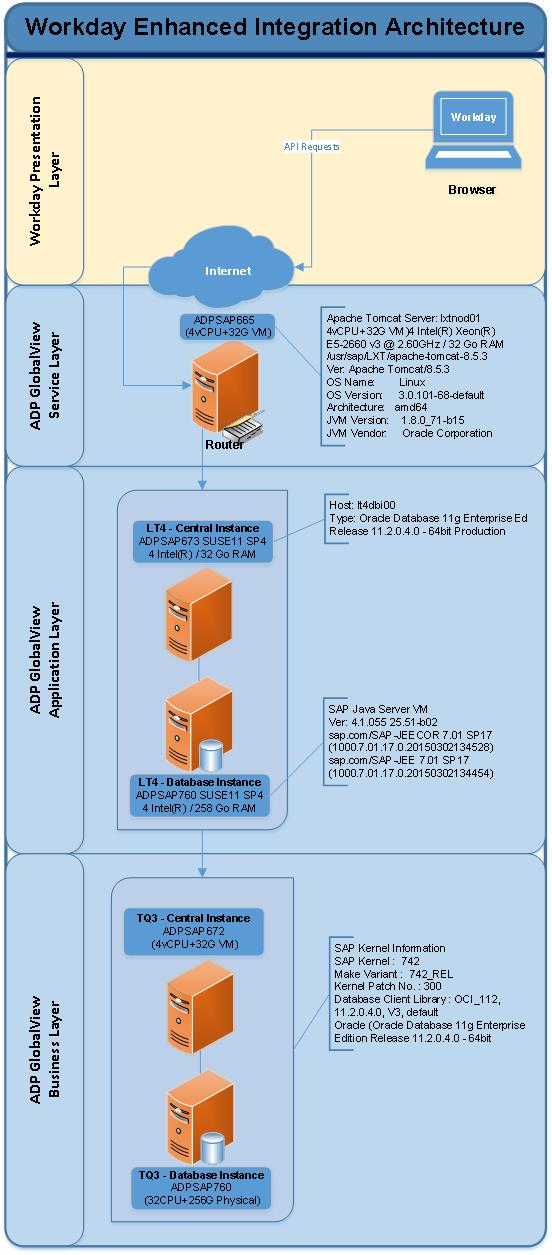 Workday Enhanced Integration Architecture
Workday Presentation
Layer
Workday
API Requests
Browser
Internet
ADP GlobalView
Service Layer
ADPSAP665
(4vCPU+32G VM)
Router
Apache Tomcat Server: lxtnod01
4vCPU+32G VM)4 Intel(R) Xeon(R)
E5-2660 v3 @ 2.60GHz / 32 Go RAM
/usr/sap/LXT/apache-tomcat-8.5.3
Ver: Apache Tomcat/8.5.3
OS Name: Linux
OS Version: 3.0.101-68-default
Architecture: amd64
JVM Version: 1.8.0_71-b15
JVM Vendor: Oracle Corporation
ADP GlobalView
Application Layer
LT4 - Central Instance
ADPSAP673 SUSE11 SP4
4 Intel(R) / 32 Go RAM
Host: lt4dbi00
Type: Oracle Database 11g Enterprise Ed
Release 11.2.0.4.0 - 64bit Production
LT4 - Database Instance
ADPSAP760 SUSE11 SP4
4 Intel(R) / 258 Go RAM
SAP Java Server VM
Ver: 4.1.055 25.51-b02
sap.com/SAP-JEECOR 7.01 SP17
(1000.7.01.17.0.20150302134528)
sap.com/SAP-JEE 7.01 SP17
(1000.7.01.17.0.20150302134454)
ADP GlobalView
Business Layer
TQ3 - Central Instance
ADPSAP672
(4vCPU+32G VM)
SAP Kernel Information
SAP Kernel : 742
Make Variant : 742_REL
Kernel Patch No. : 300
Database Client Library : OCI_112,
11.2.0.4.0, V3, default
Oracle (Oracle Database 11g Enterprise
Edition Release 11.2.0.4.0 - 64bit
TQ3 - Database Instance
ADPSAP760
(32CPU+256G Physical)